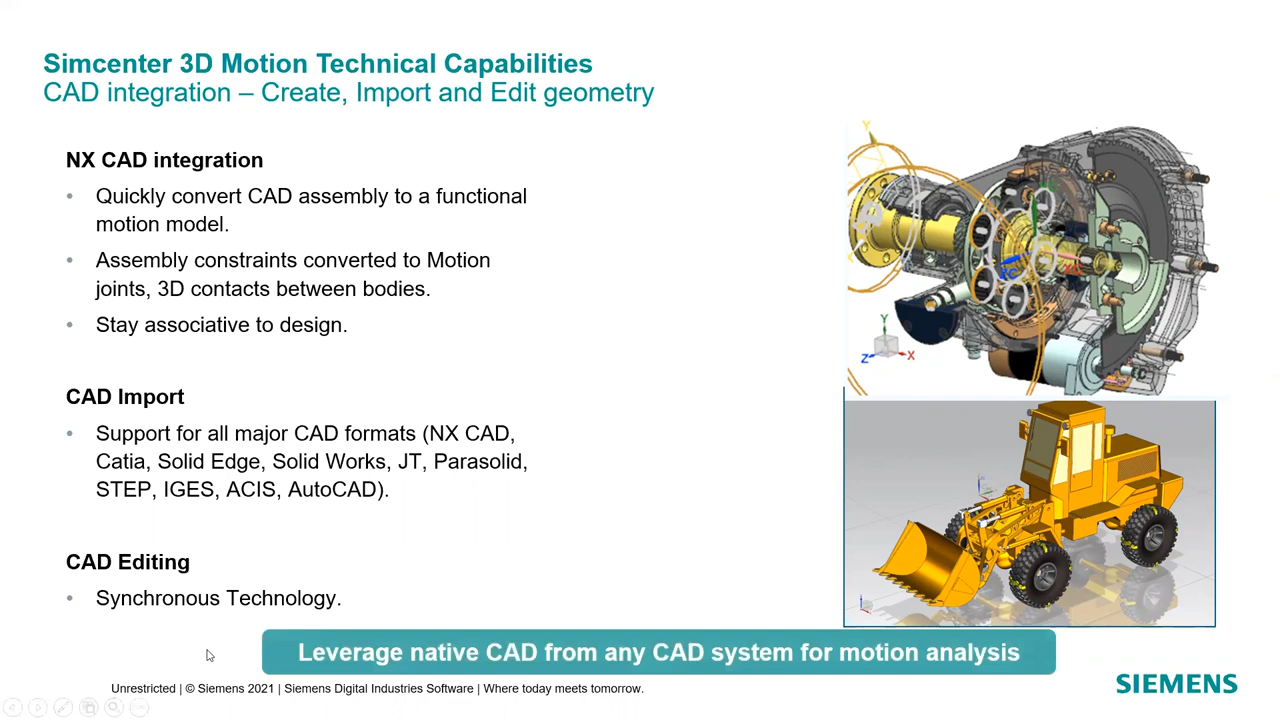 Simcenter 3D Motion Technical Capabilities
CAD integration – Create, Import and Edit geometry
NX CAD integration
• Quickly convert CAD assembly to a functional
motion model.
• Assembly constraints converted to Motion
joints, 3D contacts between bodies.
• Stay associative to design.
CAD Import
• Support for all major CAD formats (NX CAD,
Catia, Solid Edge, Solid Works, JT, Parasolid,
STEP, IGES, ACIS, AutoCAD).
CAD Editing
• Synchronous Technology.
Y
ZC
Y
Z
X
Leverage native CAD from any CAD system for motion analysis
Unrestricted | © Siemens 2021 | Siemens Digital Industries Software | Where today meets tomorrow.
SIEMENS